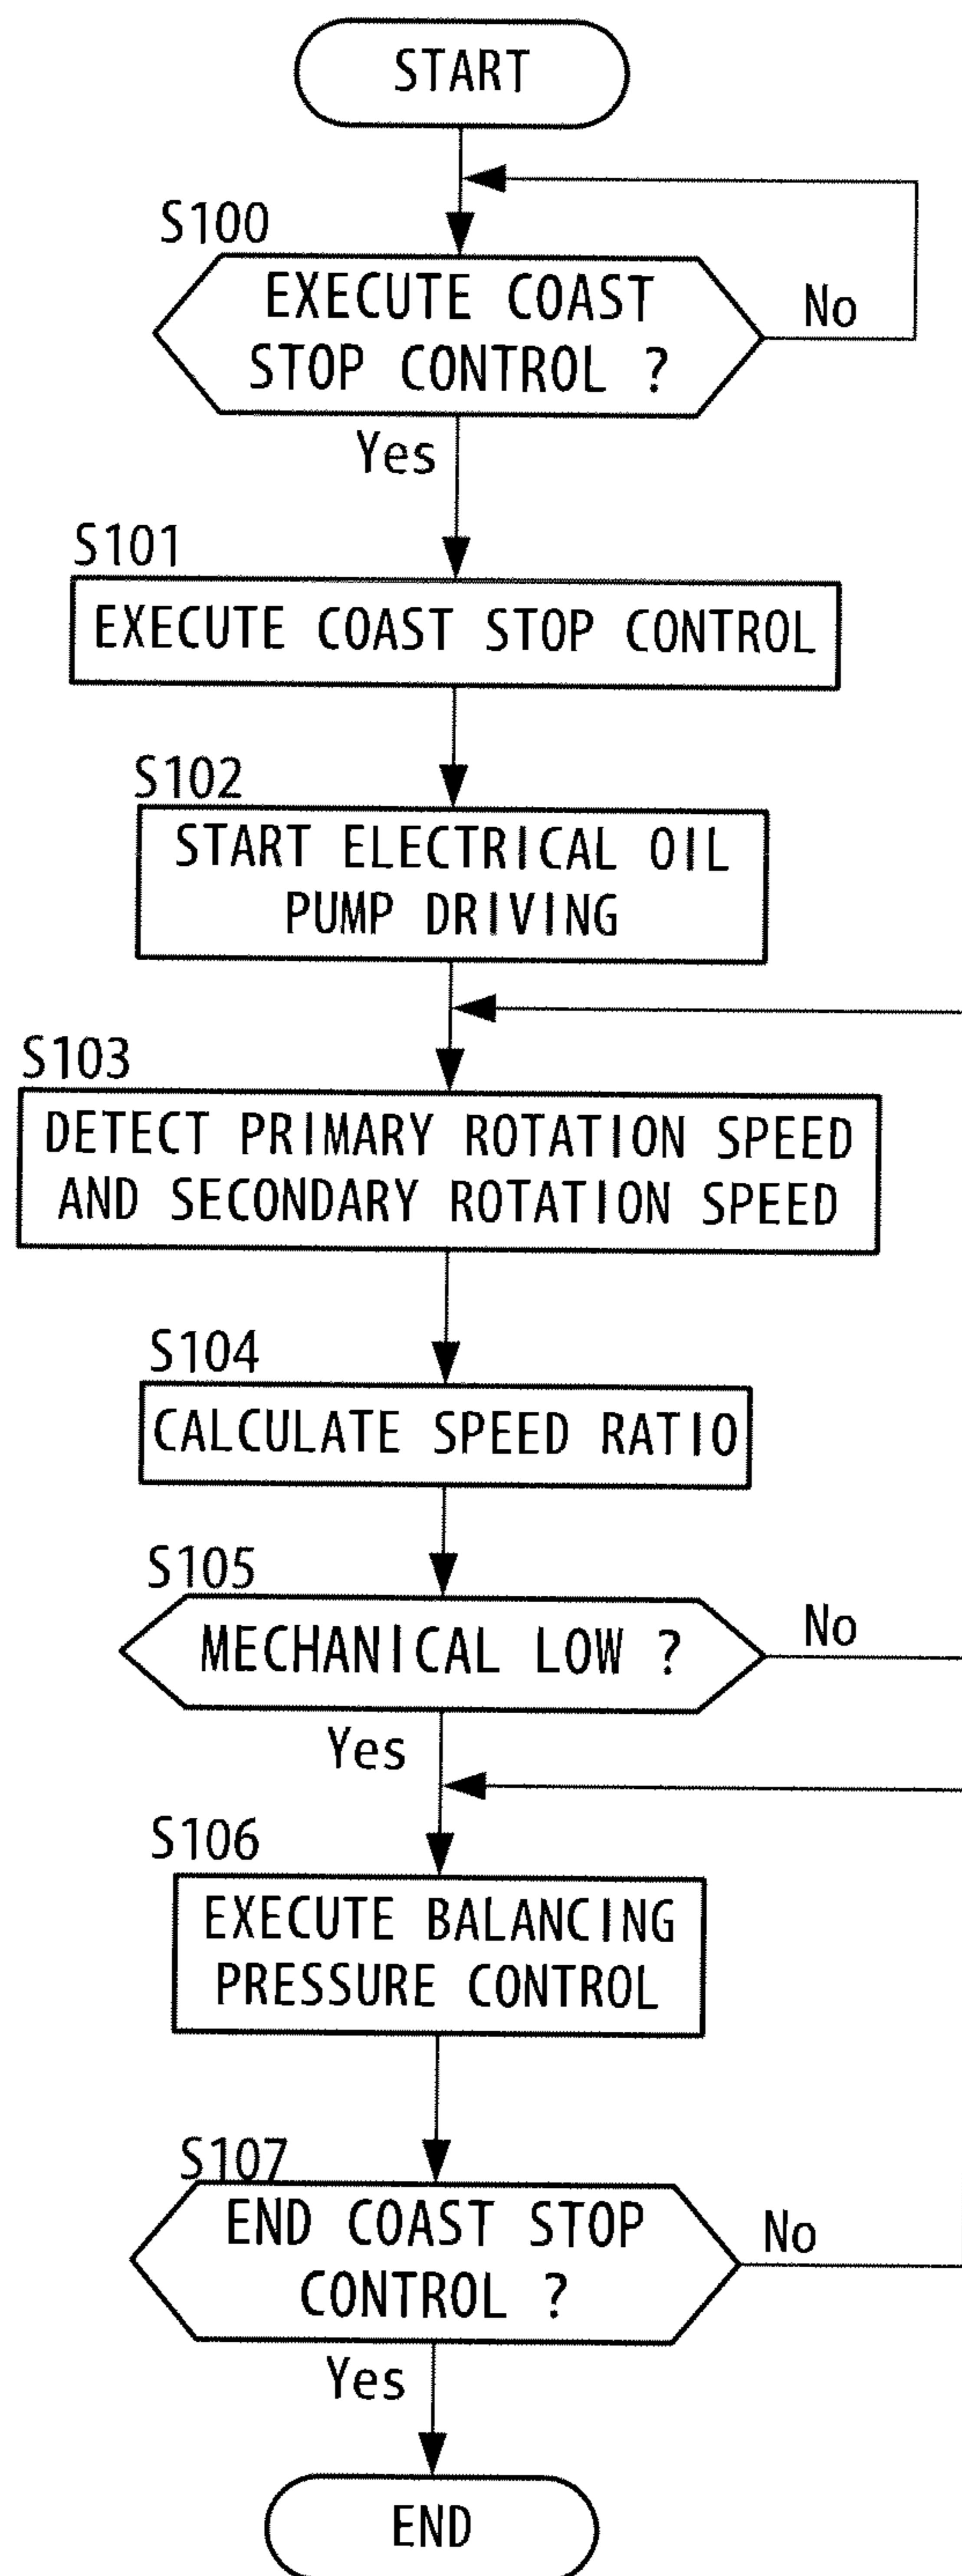 START
S100
EXECUTE COAST
STOP CONTROL ?
No
Yes
S101
EXECUTE COAST STOP CONTROL
S102
START ELECTRICAL OIL
PUMP DRIVING
S103
DETECT PRIMARY ROTATION SPEED
AND SECONDARY ROTATION SPEED
S104
CALCULATE SPEED RATIO
S105
MECHANICAL LOW ?
No
Yes
S106
EXECUTE BALANCING
PRESSURE CONTROL
S107
END COAST STOP
CONTROL ?
No
Yes
END